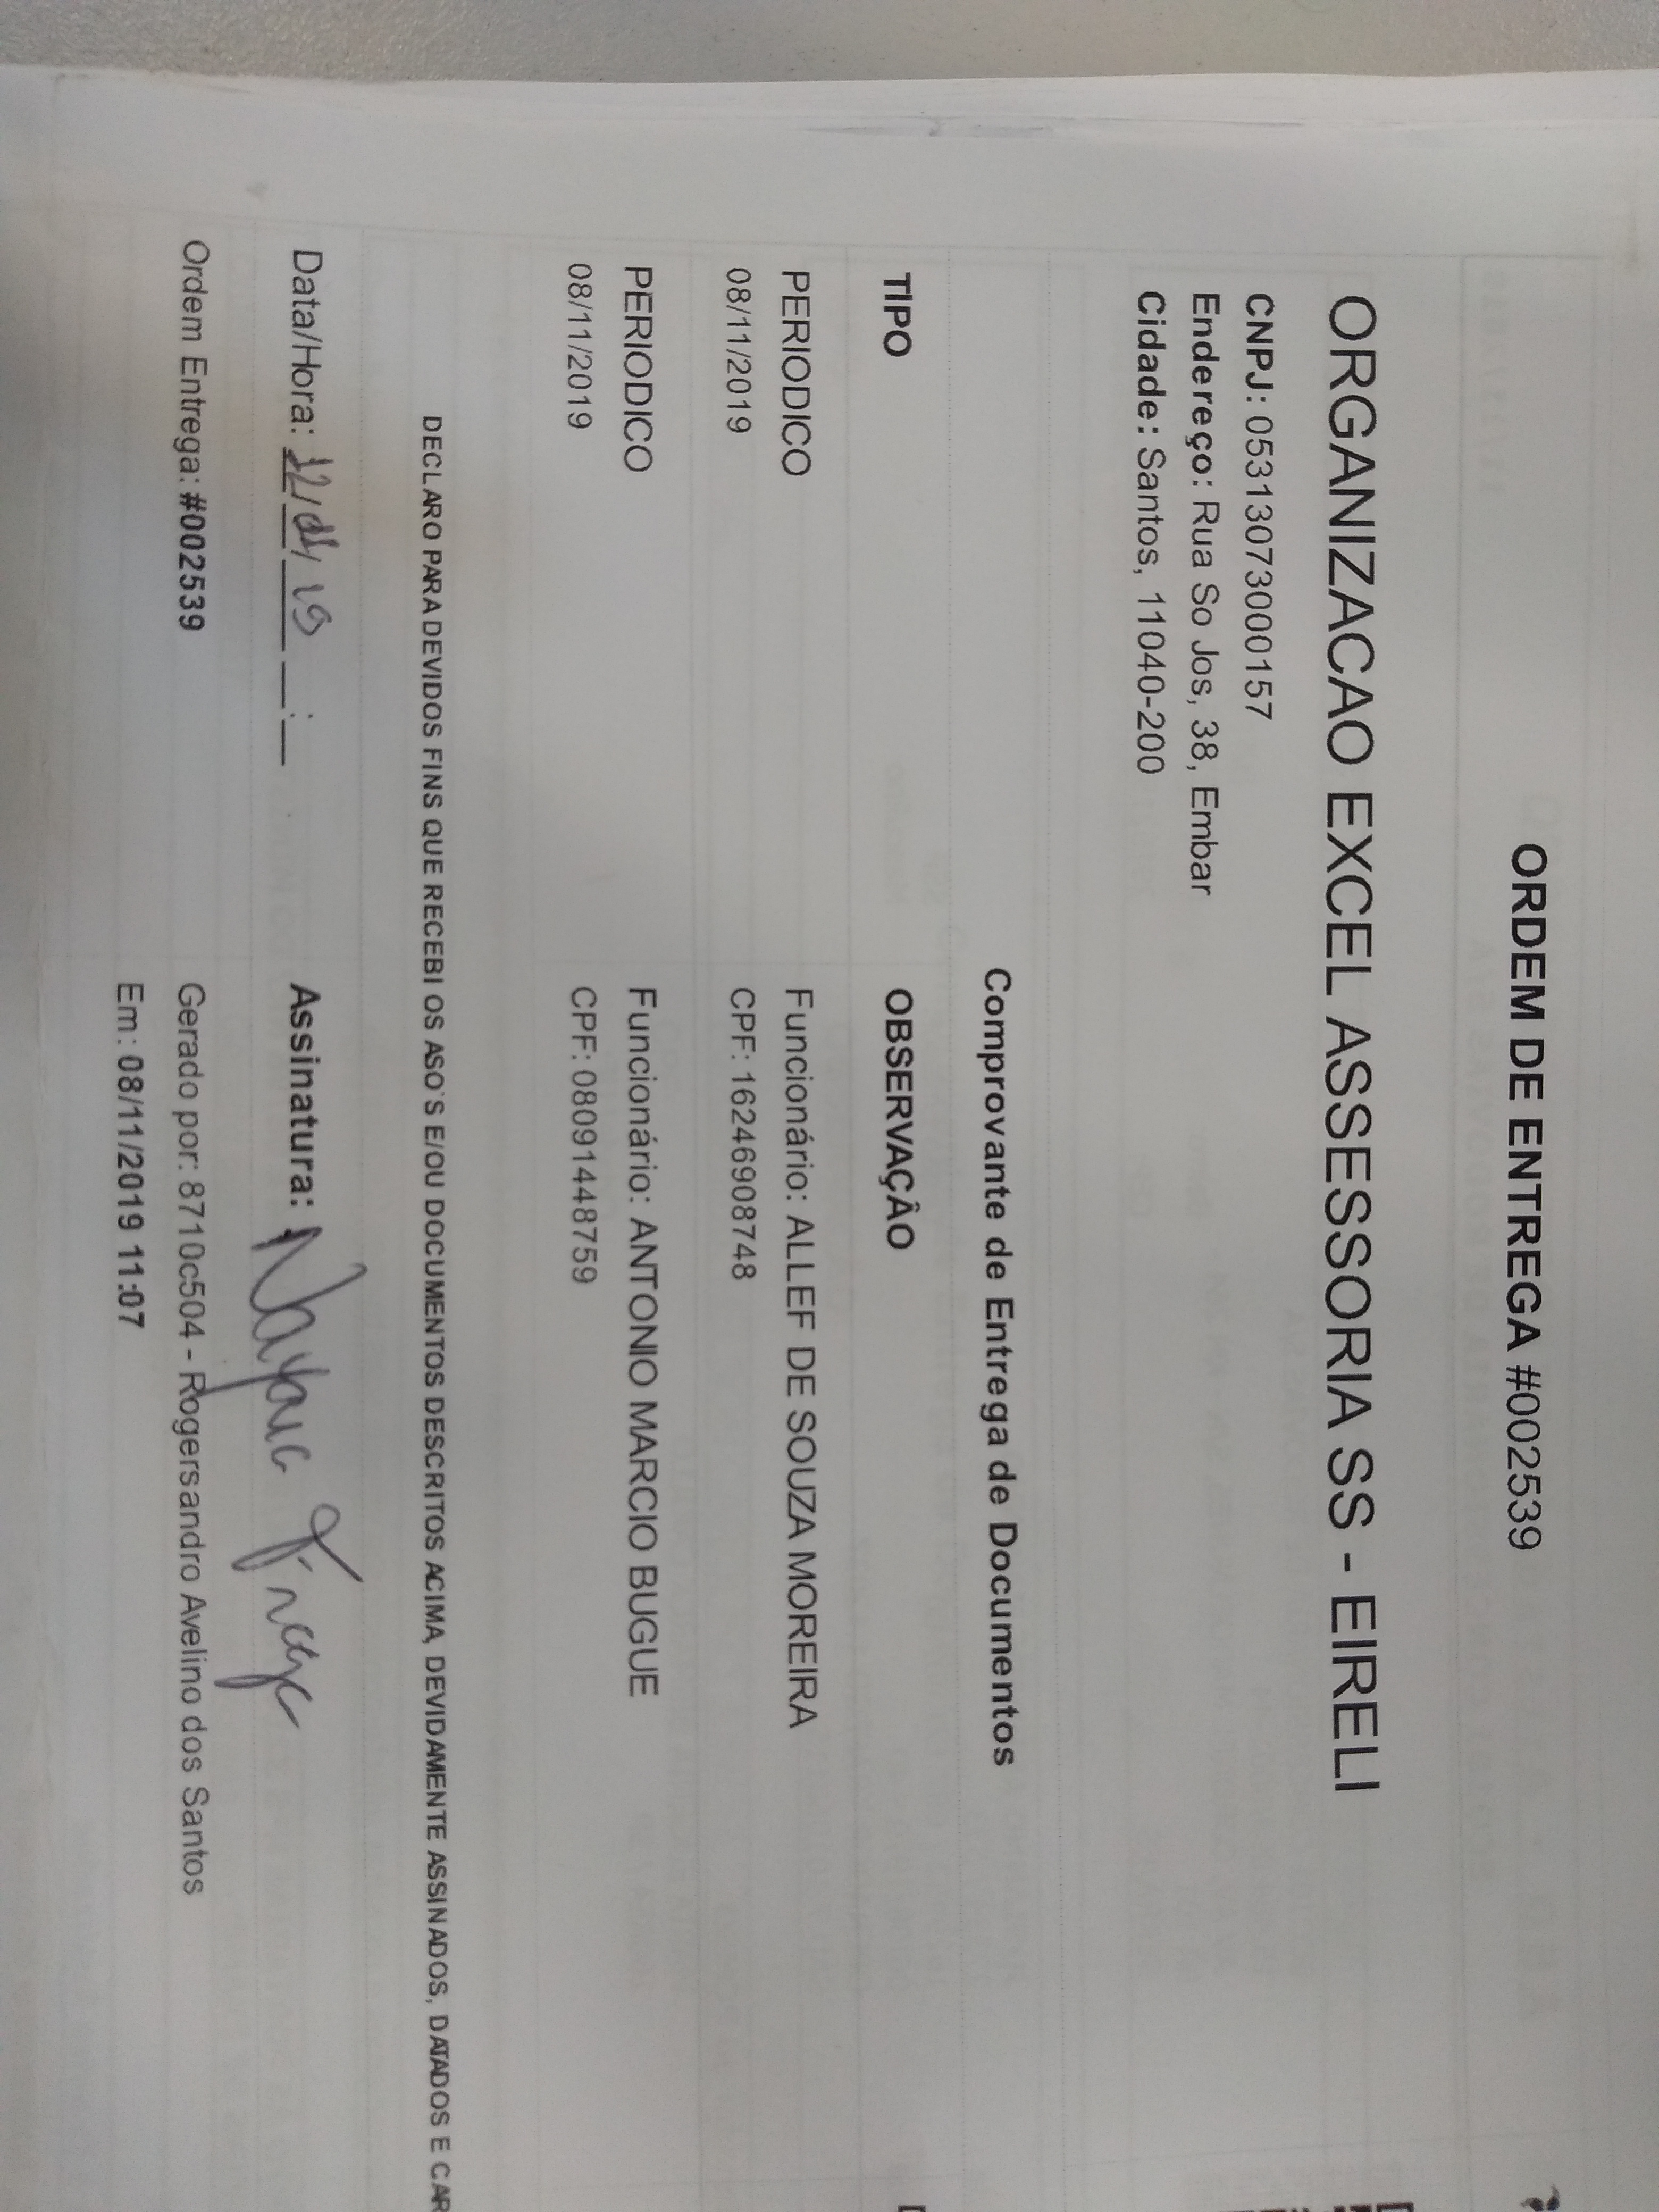 ORDEM DE ENTREGA #002539
ORGANIZACAO EXCEL ASSESSORIA SS - EIRELI
CNPJ: 05313073000157
Endereço: Rua So Jos, 38, Embar
Cidade: Santos, 11040-200
Comprovante de Entrega de Documentos
TIPO OBSERVAÇÂO
PERIODICO Funcionário: ALLEF DE SOUZA MOREIRA
08/11/2019 CPF: 16246908748
PERIODICO Funcionário: ANTONIO MARCIO BUGUE
08/11/2019 CPF: 08091448759
DECLARO PARA DEVIDOS FINS QUE RECEBI OS ASO'S E/OU DOCUMENTOS DESCRITOS ACIMA, DEVIDAMENTE ASSINADOS, DATADOS E CAR
Data/Hora: 12/11/19 : Assinatura: Nayane
Ordem Entrega: #002539 Gerado por: 8710c504 - Rogersandro Avelino dos Santos
Em: 08/11/2019 11:07